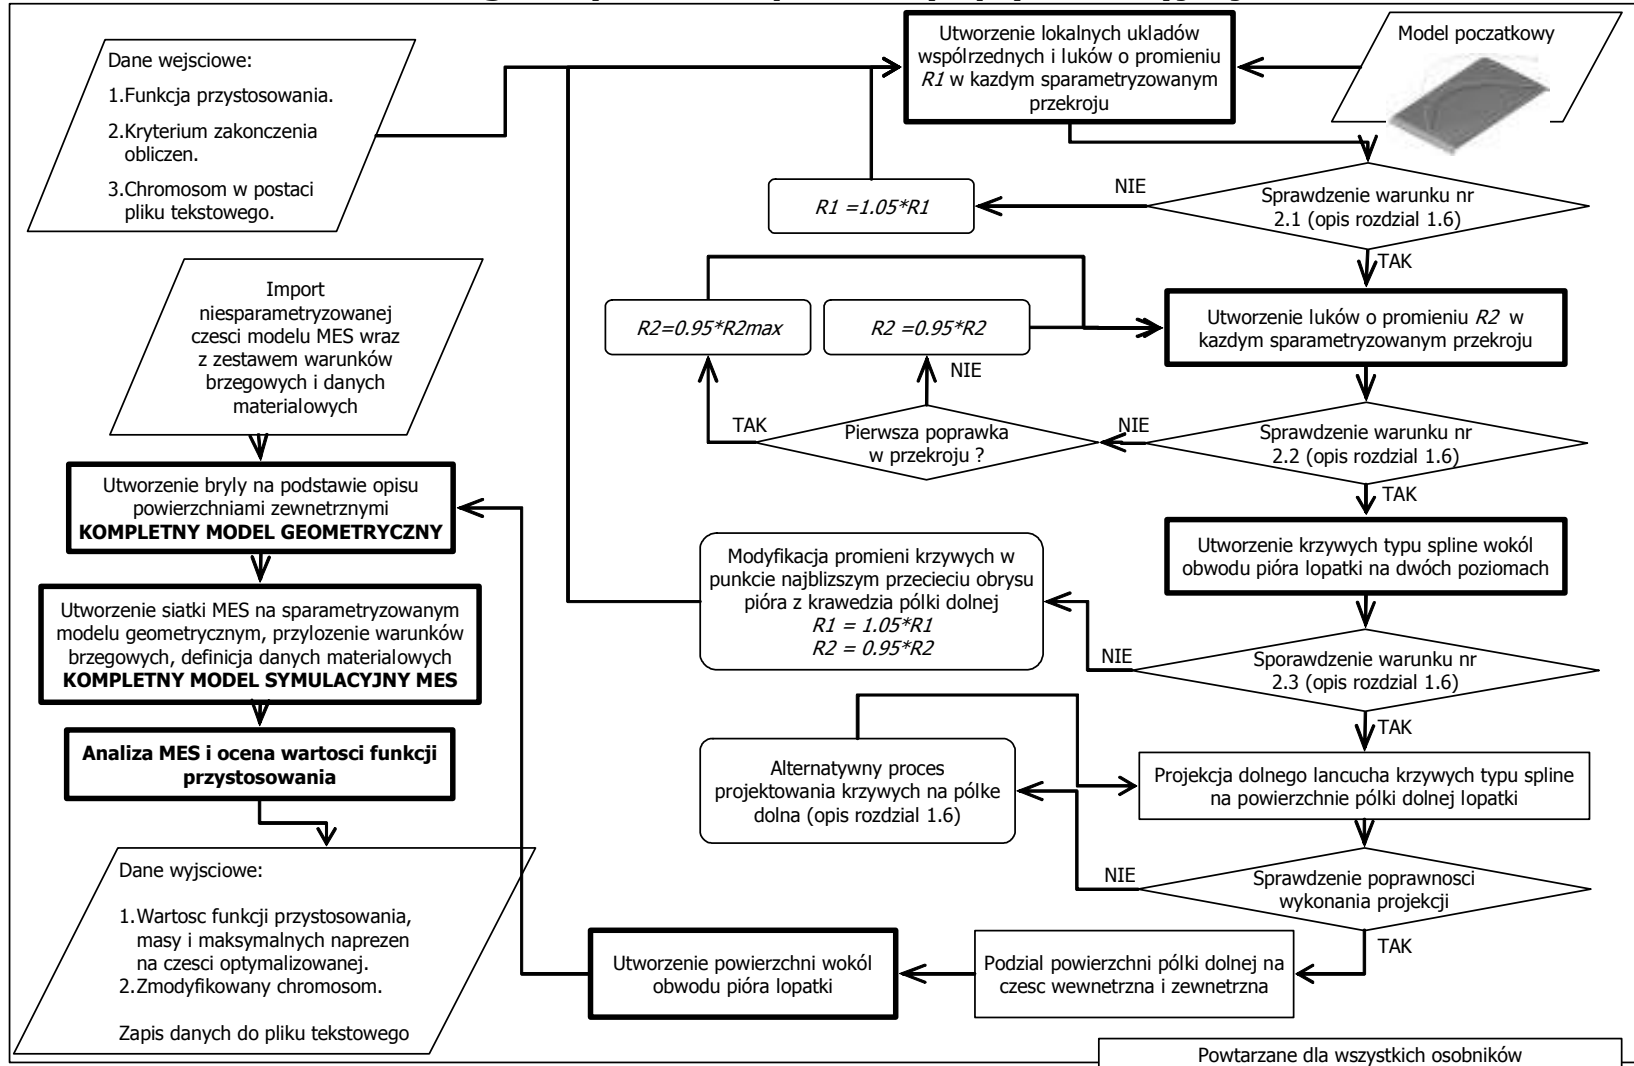 Dane wejsciowe:
1.Funkcja przystosowania.
2.Kryterium zakonczenia
obliczen.
3.Chromosom w postaci
pliku tekstowego.
Utworzenie lokalnych ukladów
wspólrzednych i luków o promieniu
R1 w kazdym sparametryzowanym
przekroju
Model poczatkowy
NIE
R1 =1.05*R1
Sprawdzenie warunku nr
2.1 (opis rozdzial 1.6)
TAK
Import
niesparametryzowanej
czesci modelu MES wraz
z zestawem warunków
brzegowych i danych
materialowych
R2=0.95*R2max
R2 =0.95*R2
Utworzenie luków o promieniu R2 w
kazdym sparametryzowanym przekroju
NIE
TAK
Pierwsza poprawka
w przekroju ?
NIE
Sprawdzenie warunku nr
2.2 (opis rozdzial 1.6)
TAK
Utworzenie bryly na podstawie opisu
powierzchniami zewnetrznymi
KOMPLETNY MODEL GEOMETRYCZNY
Modyfikacja promieni krzywych w
punkcie najblizszym przecieciu obrysu
pióra z krawedzia pólki dolnej
R1 = 1.05*R1
R2 = 0.95*R2
Utworzenie krzywych typu spline wokól
obwodu pióra lopatki na dwóch poziomach
Utworzenie siatki MES na sparametryzowanym
modelu geometrycznym, przylozenie warunków
brzegowych, definicja danych materialowych
KOMPLETNY MODEL SYMULACYJNY MES
NIE
Sporawdzenie warunku nr
2.3 (opis rozdzial 1.6)
TAK
Analiza MES i ocena wartosci funkcji
przystosowania
Alternatywny proces
projektowania krzywych na pólke
dolna (opis rozdzial 1.6)
Projekcja dolnego lancucha krzywych typu spline
na powierzchnie pólki dolnej lopatki
NIE
Sprawdzenie poprawnosci
wykonania projekcji
TAK
Dane wyjsciowe:
1.Wartosc funkcji przystosowania,
masy i maksymalnych naprezen
na czesci optymalizowanej.
2.Zmodyfikowany chromosom.
Zapis danych do pliku tekstowego
Utworzenie powierzchni wokól
obwodu pióra lopatki
Podzial powierzchni pólki dolnej na
czesc wewnetrzna i zewnetrzna
Powtarzane dla wszystkich osobników